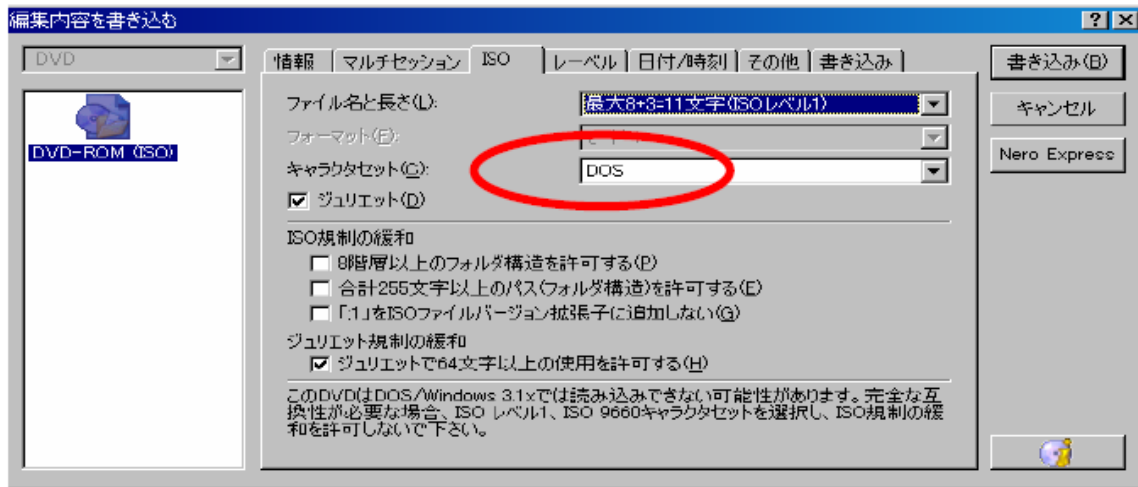 編集内容を書き込む
DVD
DVD-ROM (ISO)
情報 マルチセッション ISO レーベル 日付/時刻 その他 書き込み
ファイル名と長さ(L): 最大8+3=11文字(ISOレベル1)
フォーマット(F):
キャラクタセット(C): DOS
ジュリエット(D)
ISO規制の緩和
8階層以上のフォルダ構造を許可する(P)
合計255文字以上のパス(フォルダ構造)を許可する(E)
「;1」をISOファイルバージョン拡張子に追加しない(G)
ジュリエット規制の緩和
ジュリエットで64文字以上の使用を許可する(H)
このDVDはDOS/Windows 3.1xでは読み込みできない可能性があります。完全な互
換性が必要な場合、ISO レベル1、ISO 9660キャラクタセットを選択し、ISO規制の緩
和を許可しないで下さい。
書き込み(B)
キャンセル
Nero Express